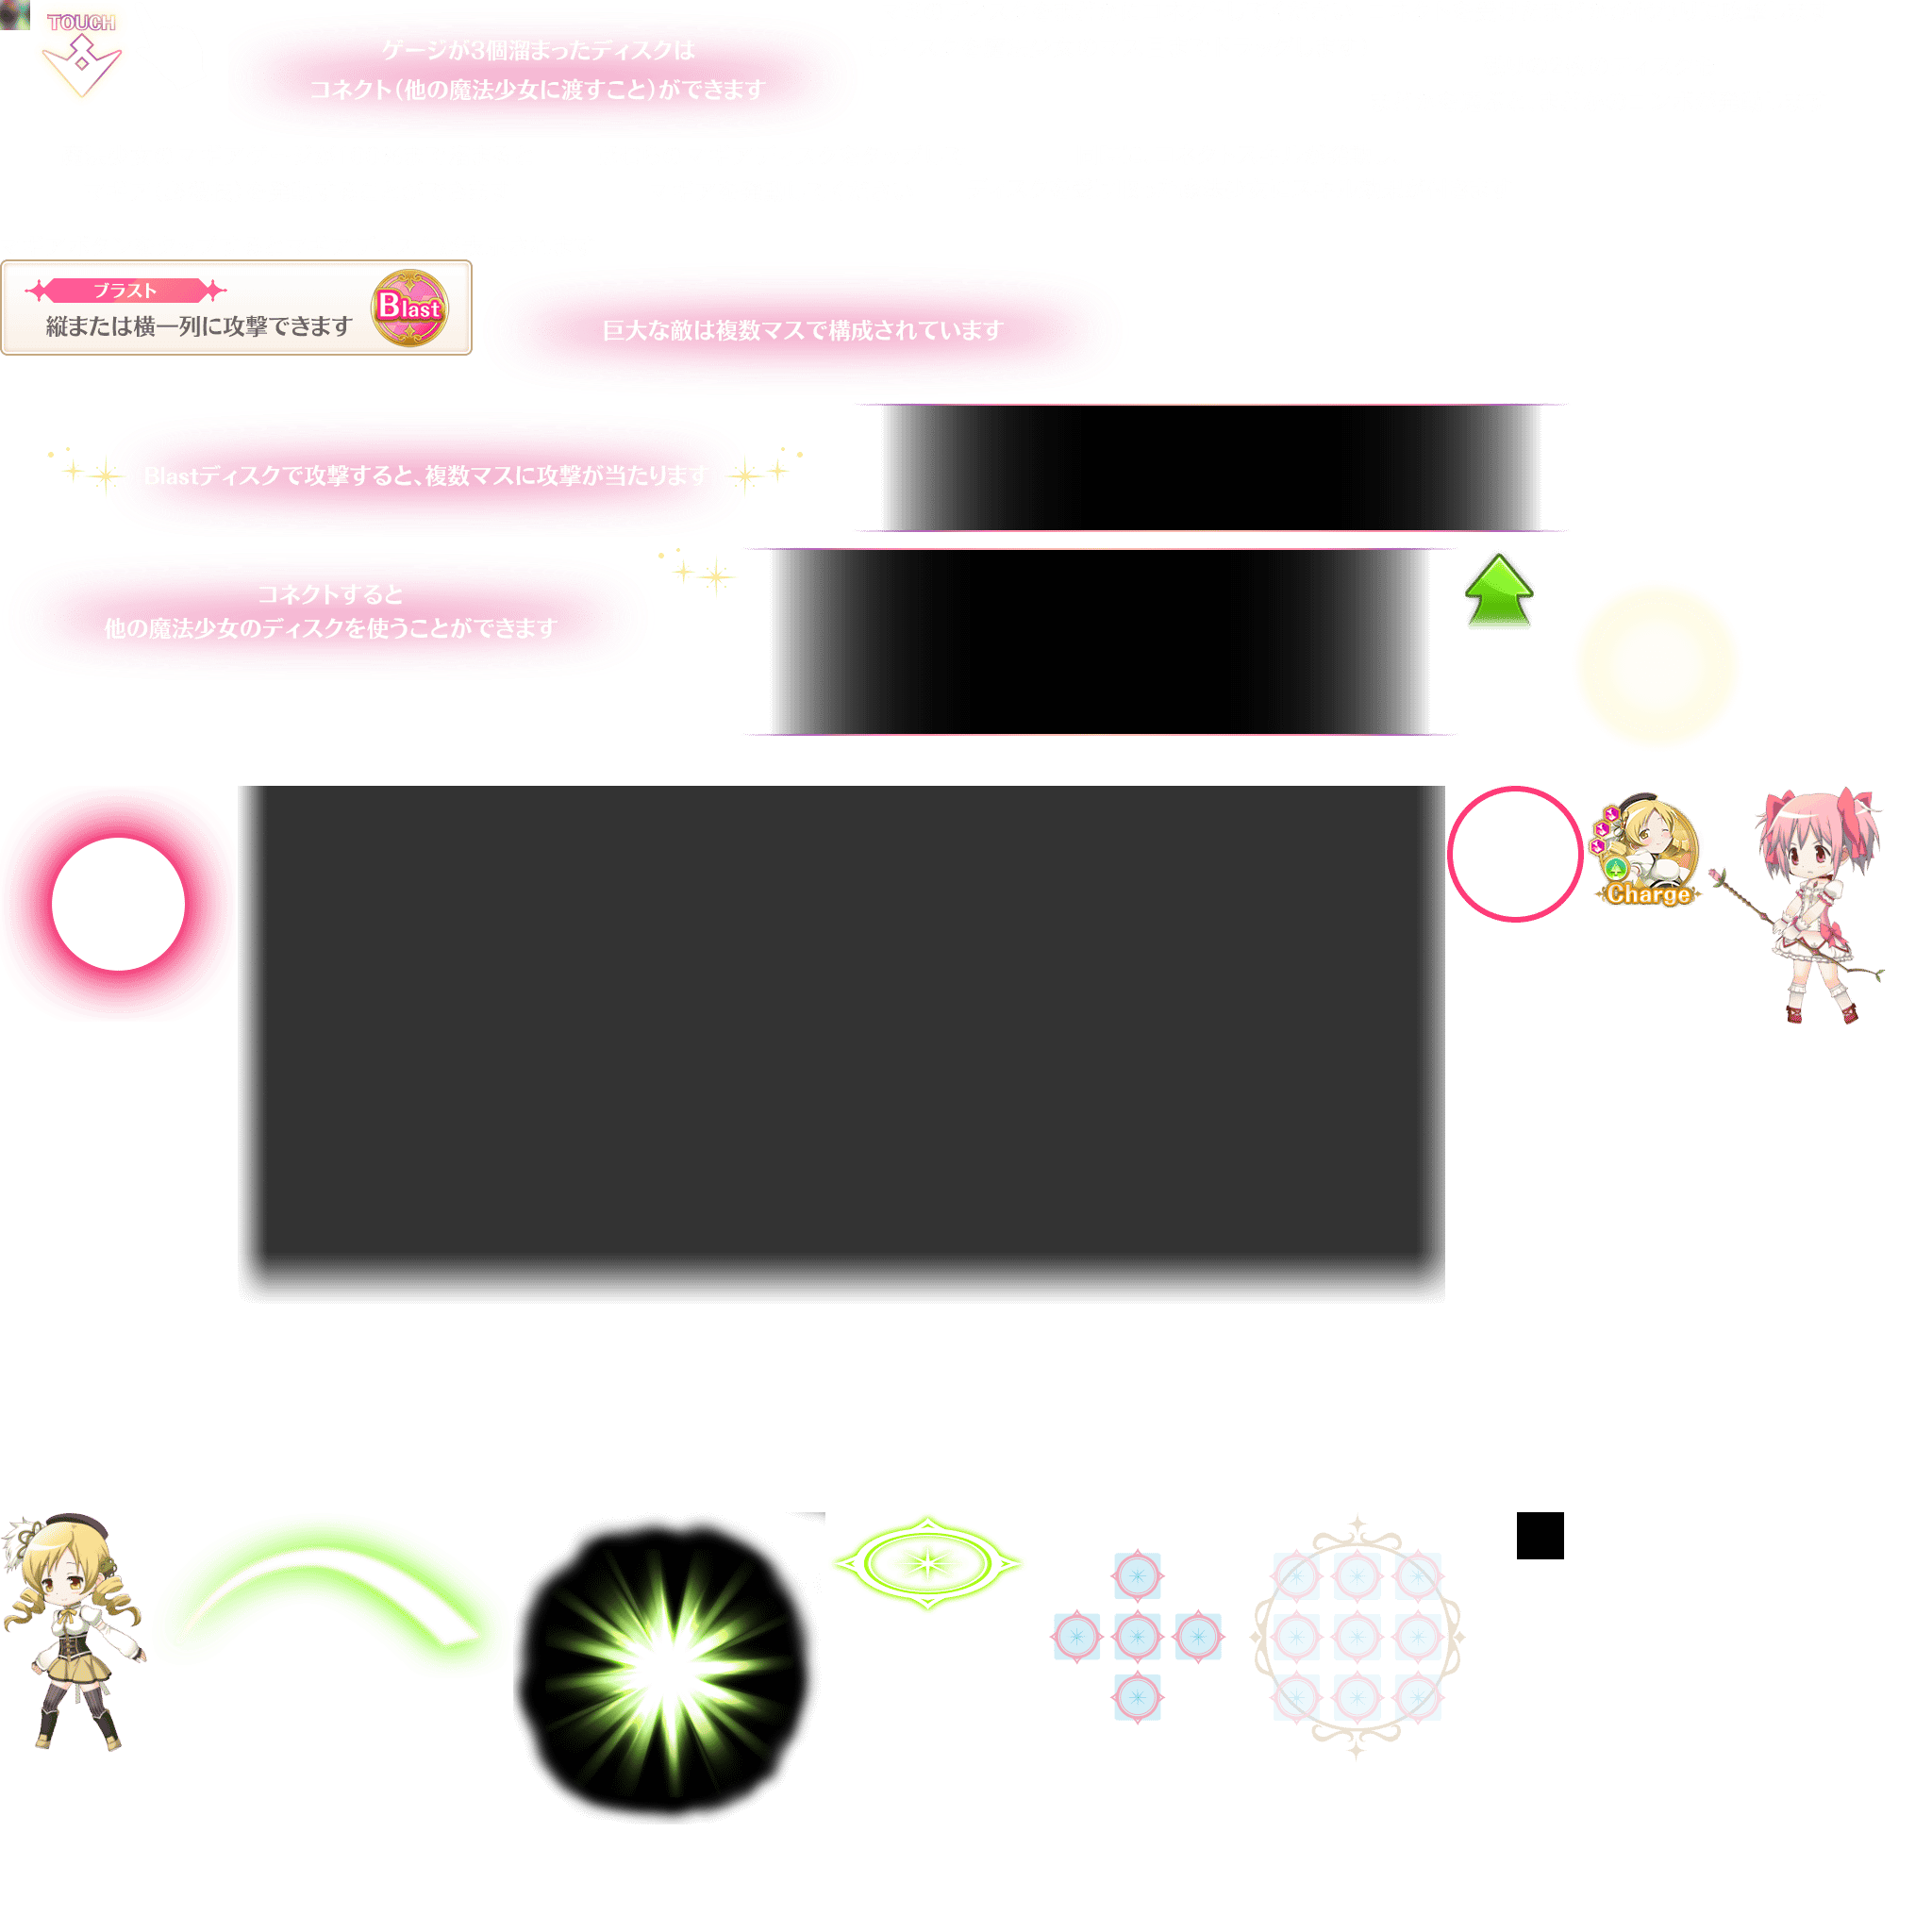 TOUCH
ゲージが3個溜まったディスクは
コネクト（他の魔法少女に渡すこと）ができます
ブラスト
縦または横一列に攻撃できます
Blast
巨大な敵は複数マスで構成されています
Blastディスクで攻撃すると、複数マスに攻撃が当たります
コネクトすると
他の魔法少女のディスクを使うことができます
Charge